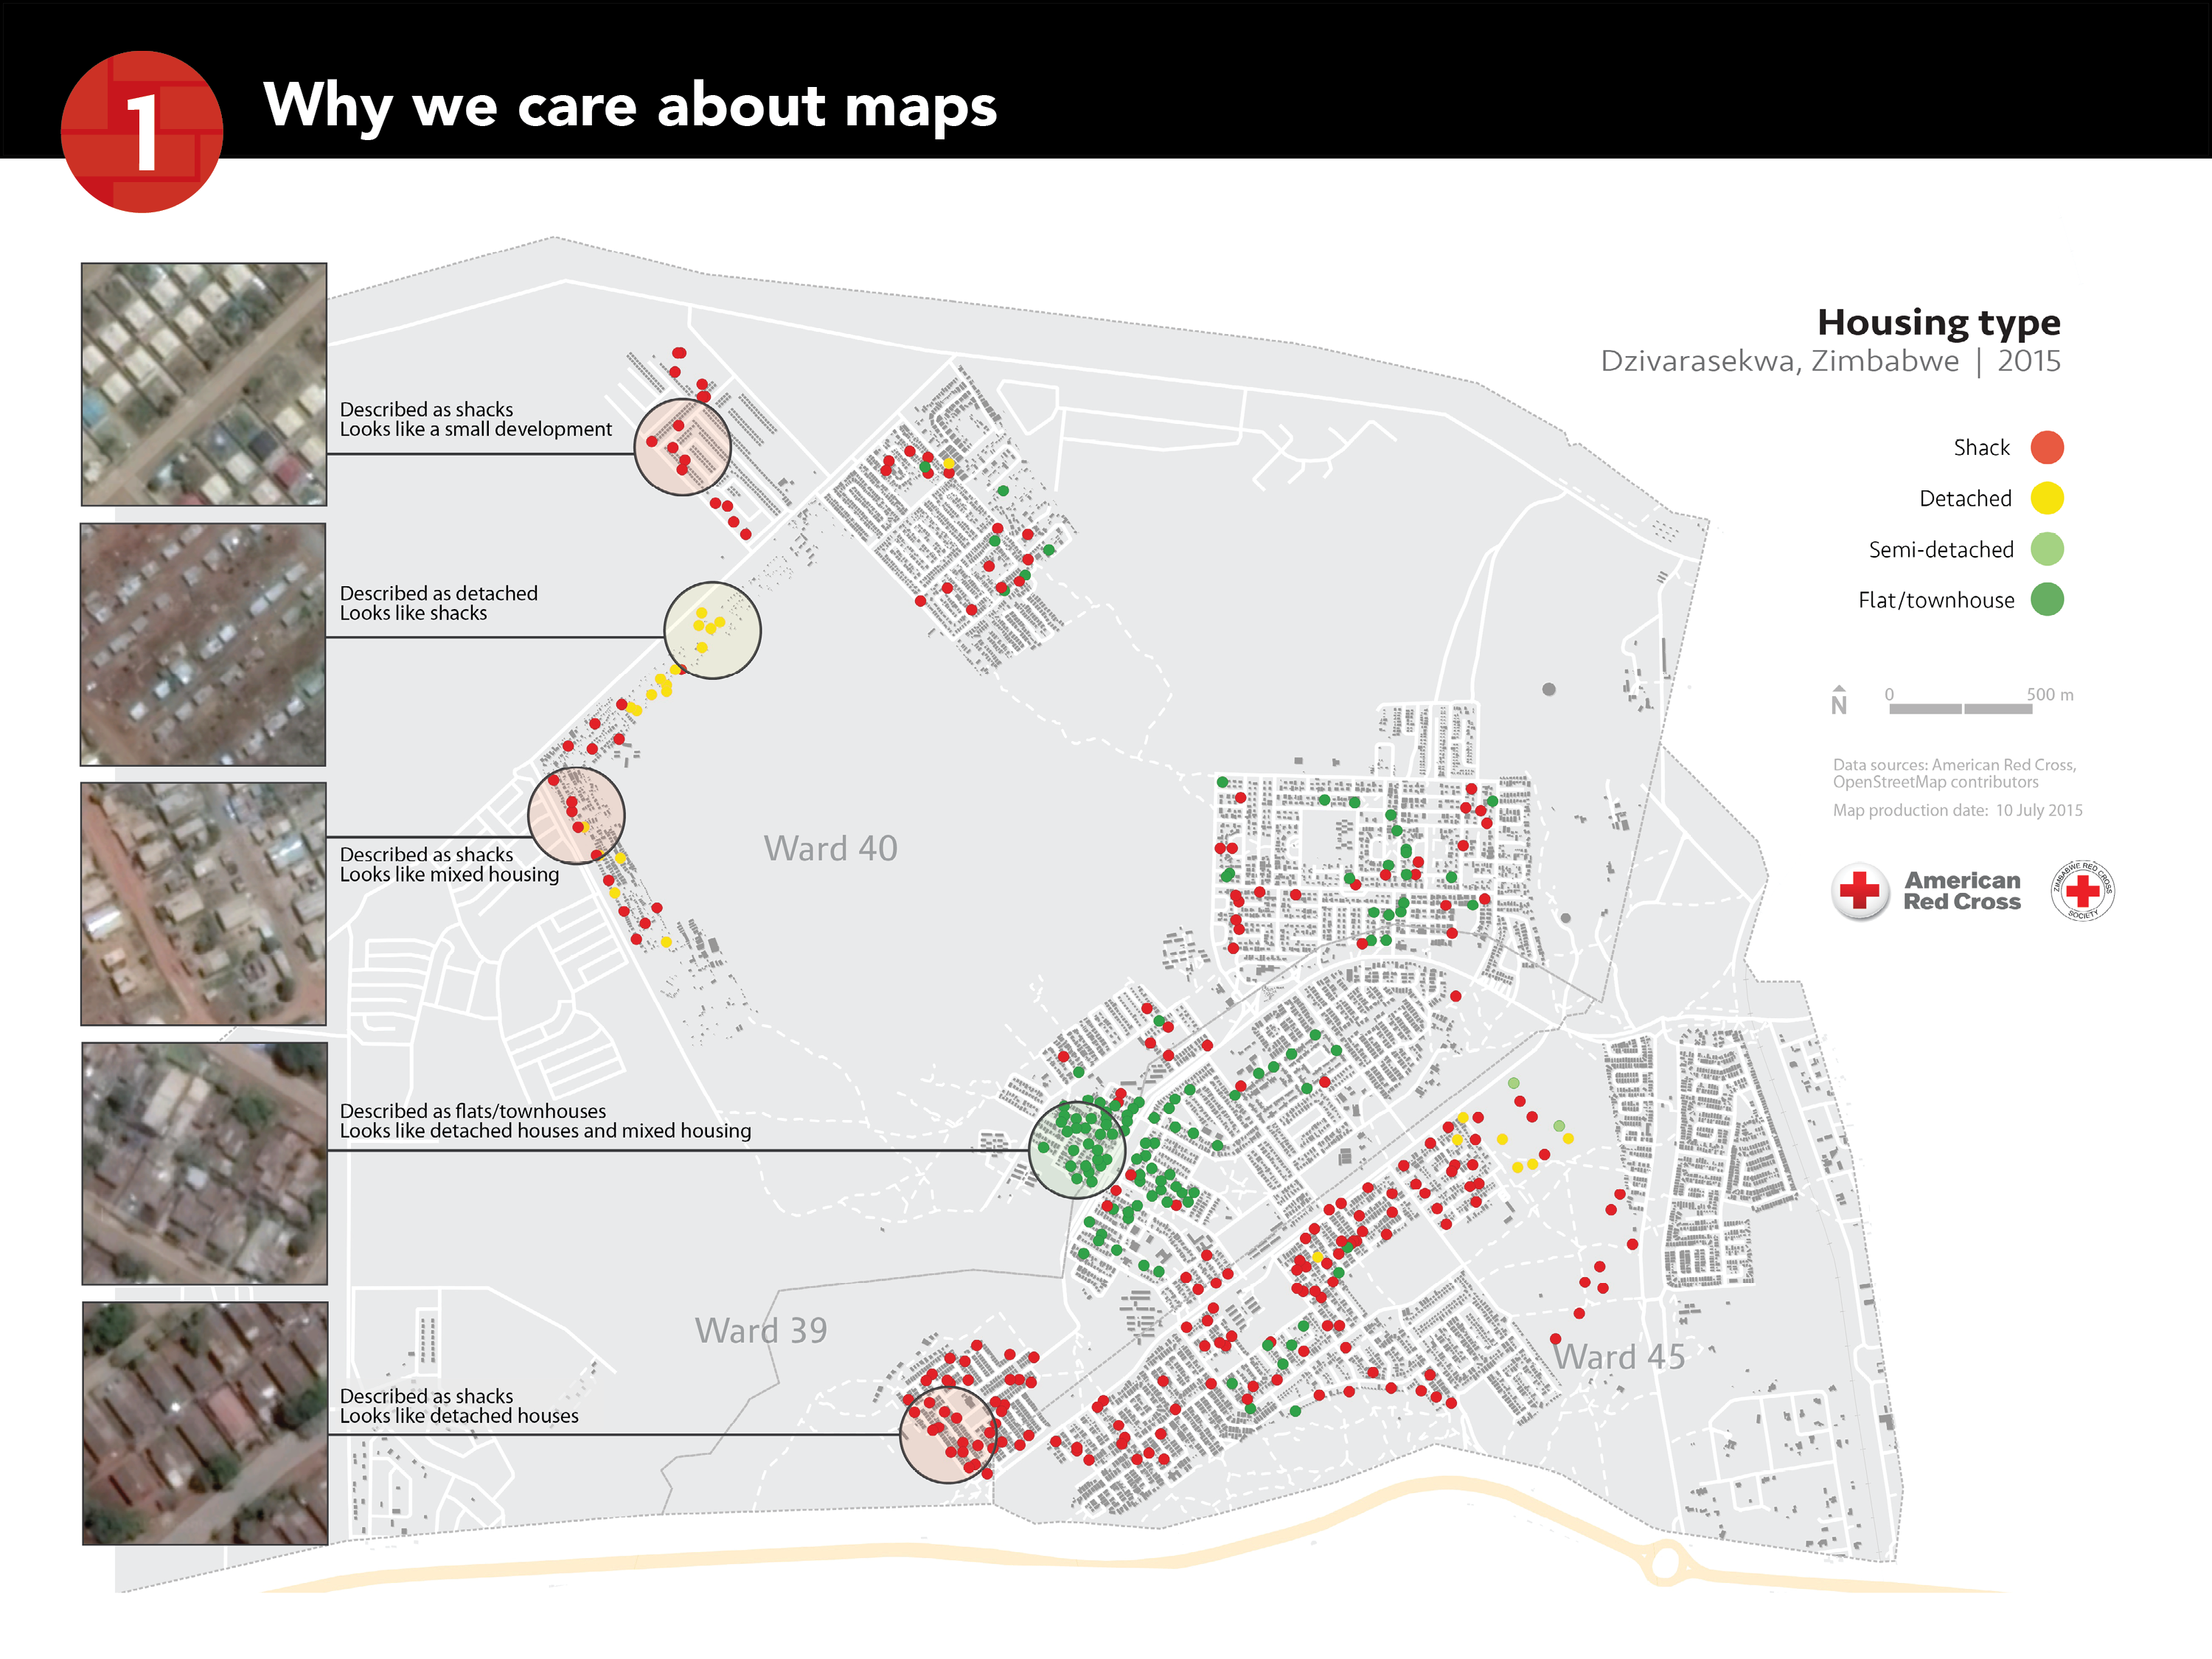 1
Why we care about maps
Housing type
Dzivarasekwa, Zimbabwe | 2015
Shack
Detached
Semi-detached
Flat/townhouse
N
0
500 m
Data sources: American Red Cross,
OpenStreetMap contributors
Map production date: 10 July 2015
American
Red Cross
ZIMBABWE RED CROSS
SOCIETY
Described as shacks
Looks like a small development
Described as detached
Looks like shacks
Described as shacks
Looks like mixed housing
Described as flats/townhouses
Looks like detached houses and mixed housing
Described as shacks
Looks like detached houses
Ward 40
Ward 39
Ward 45